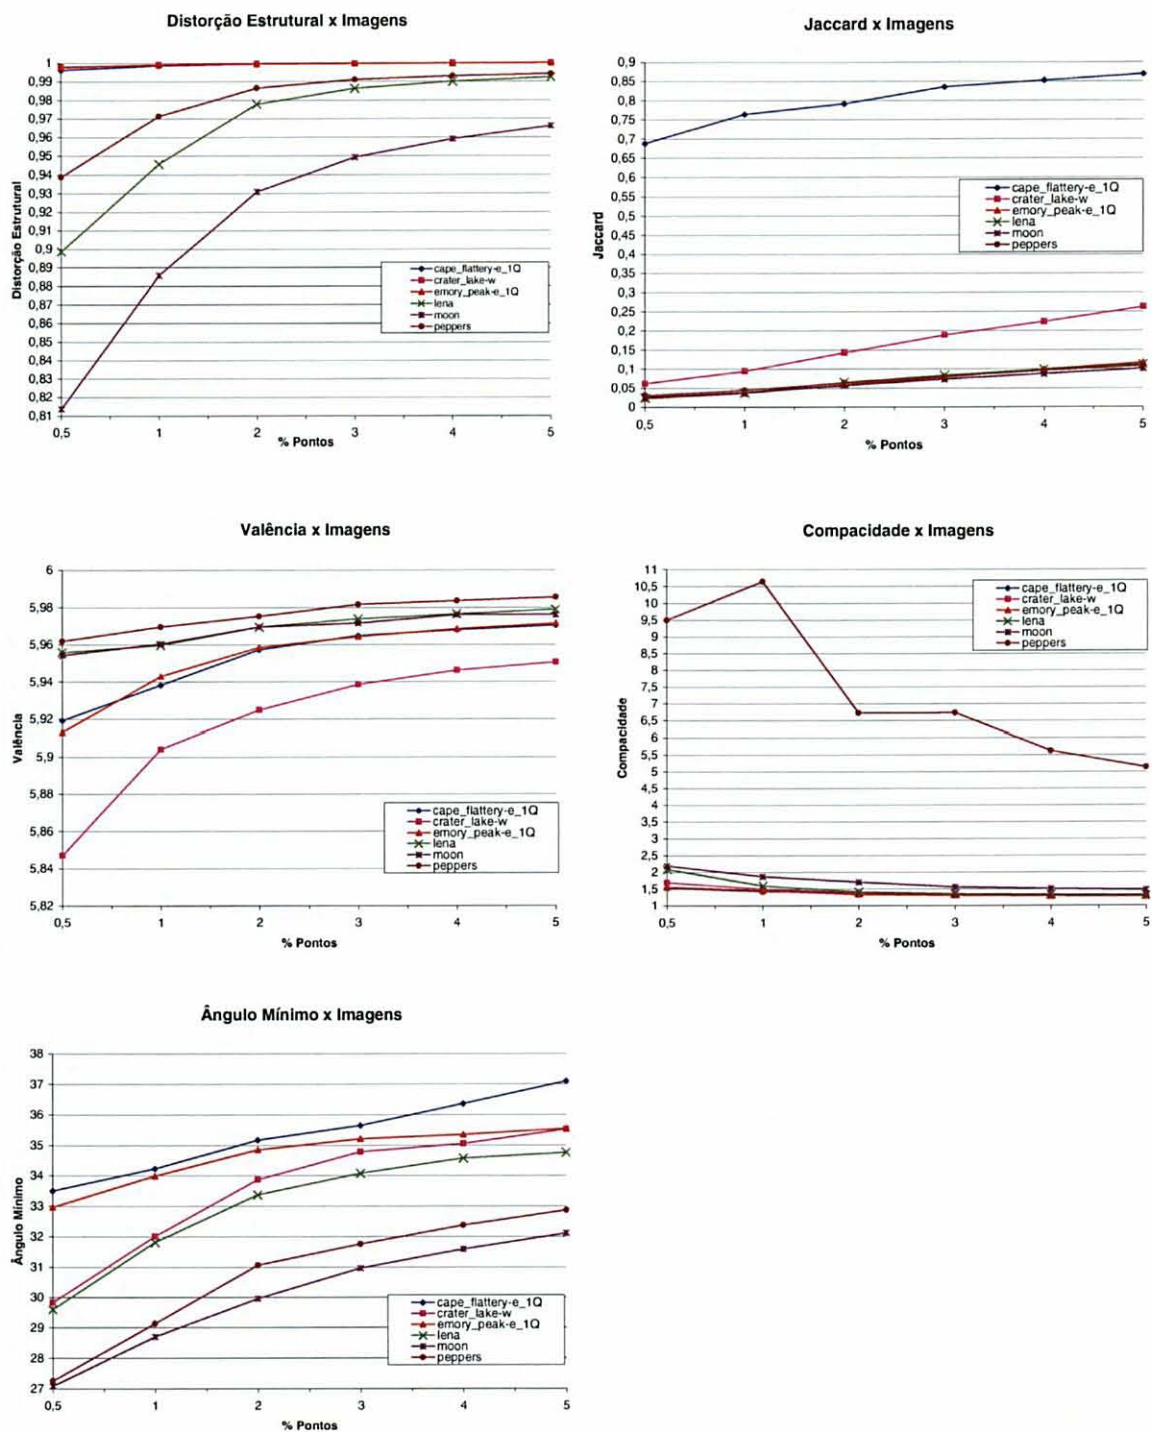 Distorção Estrutural x Imagens
1
0,99
0,98
0,97
0,96
0,95
0,94
0,93
0,92
0,91
0,9
0,89
0,88
0,87
0,86
0,85
0,84
0,83
0,82
0,81
Distorção Estrutural
0,5 1 2 3 4 5
% Pontos
cape_flattery-e_1Q
crater_lake-w
emory_peak-e_1Q
lena
moon
peppers
Jaccard x Imagens
0,9
0,85
0,8
0,75
0,7
0,65
0,6
0,55
0,5
0,45
0,4
0,35
0,3
0,25
0,2
0,15
0,1
0,05
0
Jaccard
0,5 1 2 3 4 5
% Pontos
cape_flattery-e_1Q
crater_lake-w
emory_peak-e_1Q
lena
moon
peppers
Valência x Imagens
6
5,98
5,96
5,94
5,92
5,9
5,88
5,86
5,84
5,82
Valência
0,5 1 2 3 4 5
% Pontos
cape_flattery-e_1Q
crater_lake-w
emory_peak-e_1Q
lena
moon
peppers
Compacidade x Imagens
11
10,5
10
9,5
9
8,5
8
7,5
7
6,5
6
5,5
5
4,5
4
3,5
3
2,5
2
1,5
1
Compacidade
0,5 1 2 3 4 5
% Pontos
cape_flattery-e_1Q
crater_lake-w
emory_peak-e_1Q
lena
moon
peppers
Ângulo Mínimo x Imagens
38
37
36
35
34
33
32
31
30
29
28
27
Ângulo Mínimo
0,5 1 2 3 4 5
% Pontos
cape_flattery-e_1Q
crater_lake-w
emory_peak-e_1Q
lena
moon
peppers